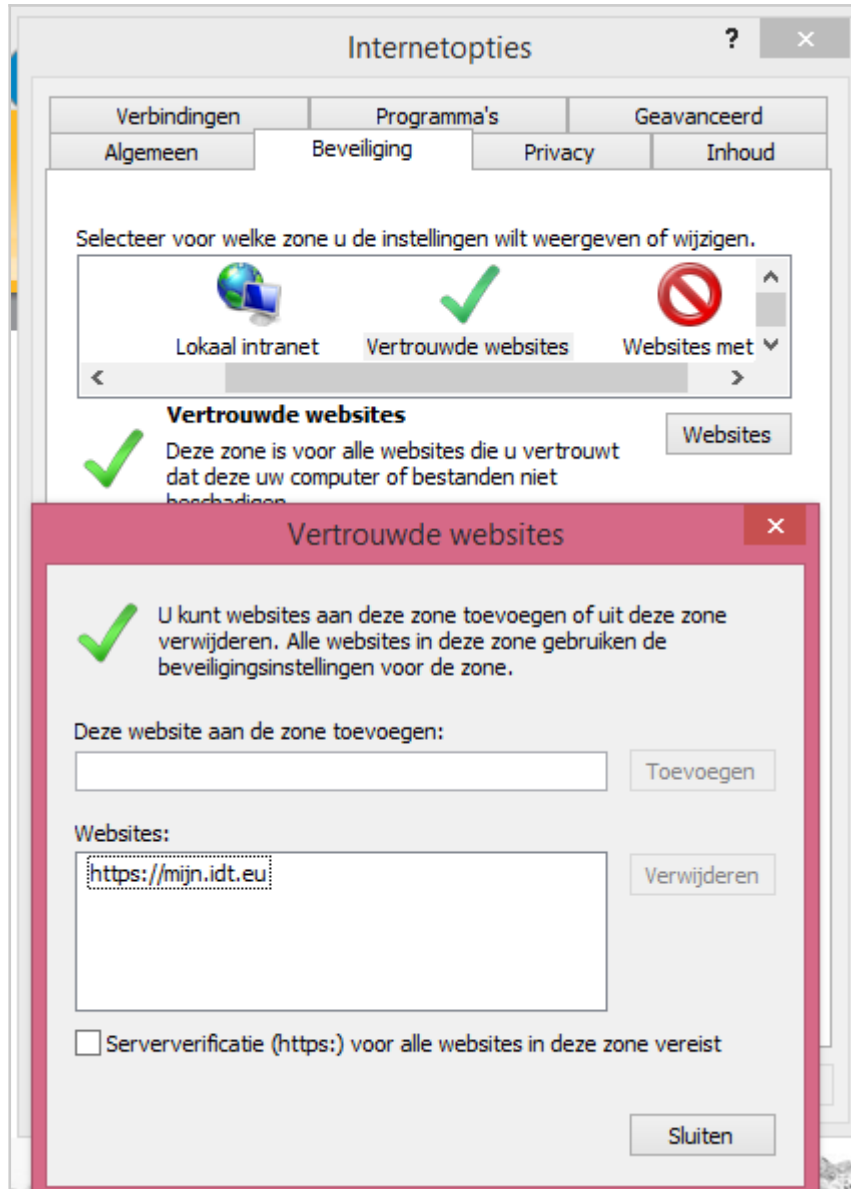 Internetopties
?
Verbindingen Programma's Geavanceerd
Algemeen Beveiliging Privacy Inhoud
Selecteer voor welke zone u de instellingen wilt weergeven of wijzigen.
Lokaal intranet Vertrouwde websites Websites met
Vertrouwde websites
Deze zone is voor alle websites die u vertrouwt
Websites
dat deze uw computer of bestanden niet
beschadigen
Vertrouwde websites
U kunt websites aan deze zone toevoegen of uit deze zone
verwijderen. Alle websites in deze zone gebruiken de
beveiligingsinstellingen voor de zone.
Deze website aan de zone toevoegen:
Toevoegen
Websites:
https://mijn.idt.eu
Verwijderen
Serververificatie (https:) voor alle websites in deze zone vereist
Sluiten